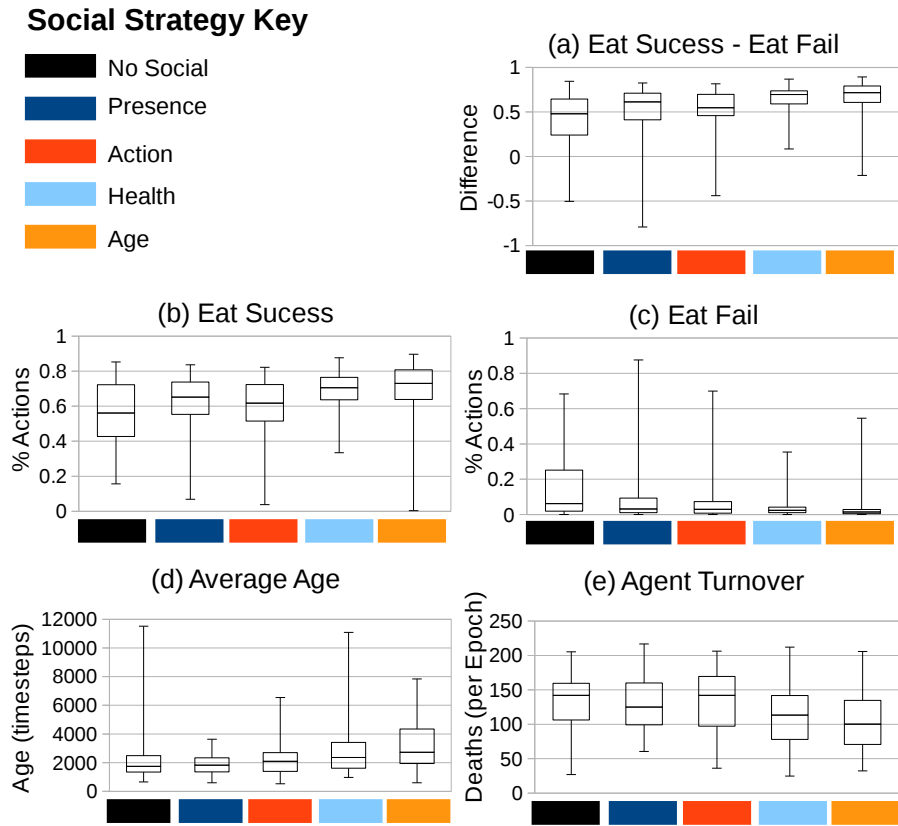 Social Strategy Key
No Social
Presence
Action
Health
Age
(a) Eat Sucess - Eat Fail
Difference
1
0.5
0
-0.5
-1
(b) Eat Sucess
% Actions
1
0.8
0.6
0.4
0.2
0
(c) Eat Fail
% Actions
1
0.8
0.6
0.4
0.2
0
(d) Average Age
Age (timesteps)
12000
10000
8000
6000
4000
2000
0
(e) Agent Turnover
Deaths (per Epoch)
250
200
150
100
50
0